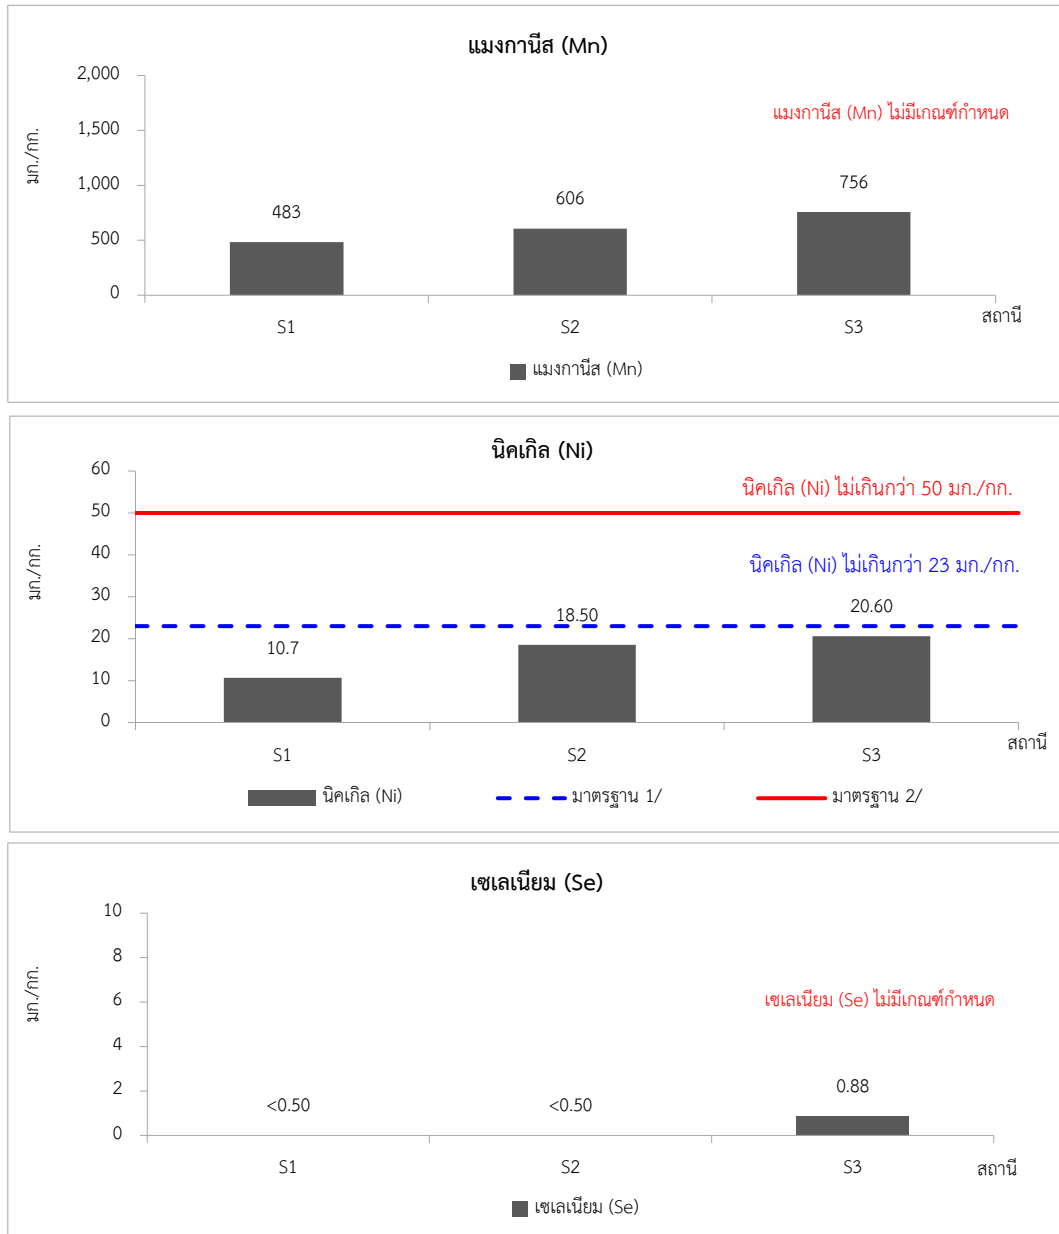 แมงกานีส (Mn)
มก./กก.
2,000
1,500
1,000
500
0
แมงกานีส (Mn) ไม่มีเกณฑ์กำหนด
483
606
756
S1
S2
S3
สถานี
แมงกานีส (Mn)
นิคเกิล (Ni)
มก./กก.
60
50
40
30
20
10
0
นิคเกิล (Ni) ไม่เกินกว่า 50 มก./กก.
นิคเกิล (Ni) ไม่เกินกว่า 23 มก./กก.
10.7
18.50
20.60
S1
S2
S3
สถานี
นิคเกิล (Ni)
มาตรฐาน 1/
มาตรฐาน 2/
เซเลเนียม (Se)
มก./กก.
10
8
6
4
2
0
เซเลเนียม (Se) ไม่มีเกณฑ์กำหนด
<0.50
<0.50
0.88
S1
S2
S3
สถานี
เซเลเนียม (Se)